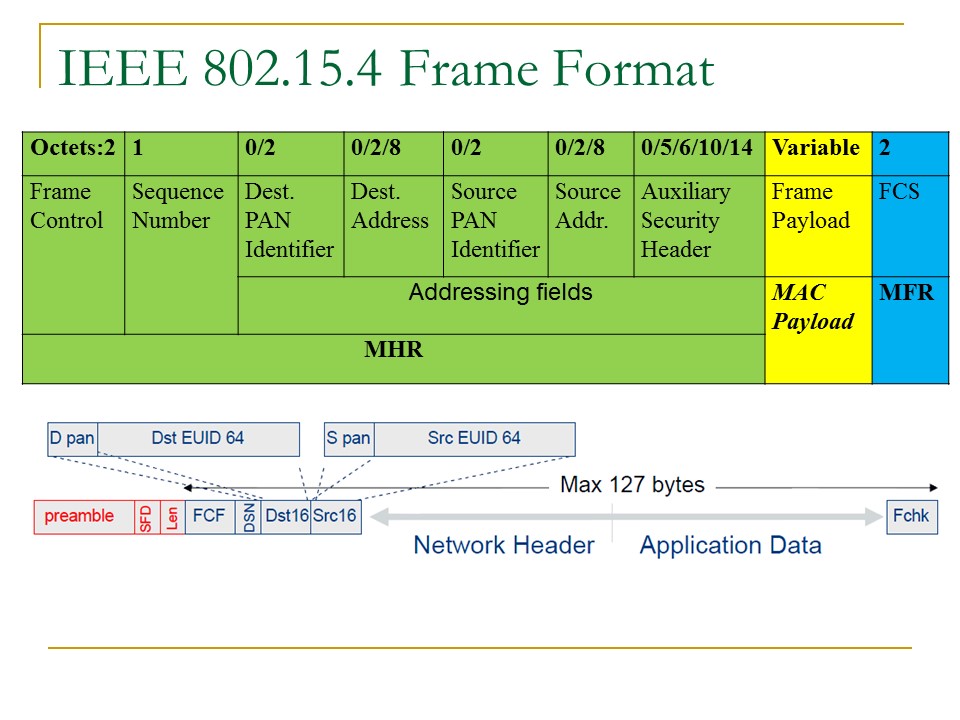 IEEE 802.15.4 Frame Format
Octets:2 1 0/2 0/2/8 0/2 0/2/8 0/5/6/10/14 Variable 2
Frame Sequence Dest. Dest. Source Source Auxiliary Frame FCS
Control Number PAN Address PAN Addr. Security Payload
Identifier Identifier Header
Addressing fields MAC MFR
Payload
MHR
D pan Dst EUID 64 S pan Src EUID 64
Max 127 bytes
preamble SFD Len FCF DSN Dst16 Src16 Fchk
Network Header Application Data